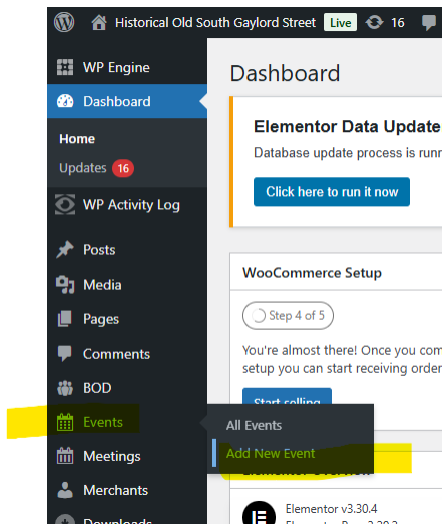 Historical Old South Gaylord Street Live 16
WP Engine
Dashboard
Home
Updates 16
WP Activity Log
Posts
Media
Pages
Comments
BOD
Events
Meetings
Merchants
Downloads
All Events
Add New Event
Dashboard
Elementor Data Update
Database update process is runn
Click here to run it now
WooCommerce Setup
Step 4 of 5
You're almost there! Once you com
setup you can start receiving order
Start selling
Elementor Overview
Elementor v3.30.4